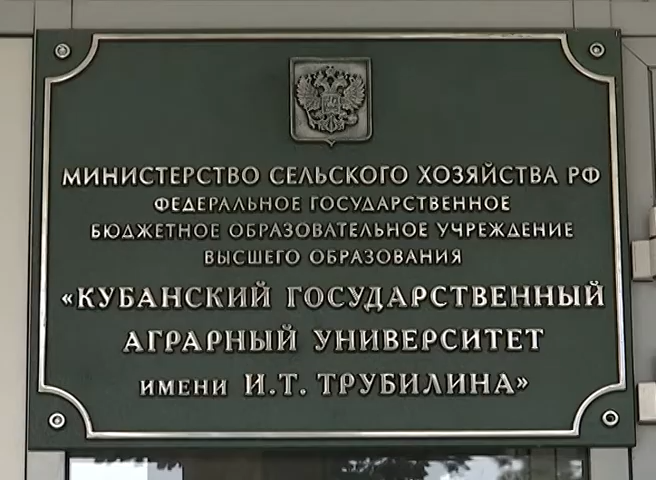 МИНИСТЕРСТВО СЕЛЬСКОГО ХОЗЯЙСТВА РФ
ФЕДЕРАЛЬНОЕ ГОСУДАРСТВЕННОЕ
БЮДЖЕТНОЕ ОБРАЗОВАТЕЛЬНОЕ УЧРЕЖДЕНИЕ
ВЫСШЕГО ОБРАЗОВАНИЯ
«КУБАНСКИЙ ГОСУДАРСТВЕННЫЙ
АГРАРНЫЙ УНИВЕРСИТЕТ
ИМЕНИ И.Т. ТРУБИЛИНА»